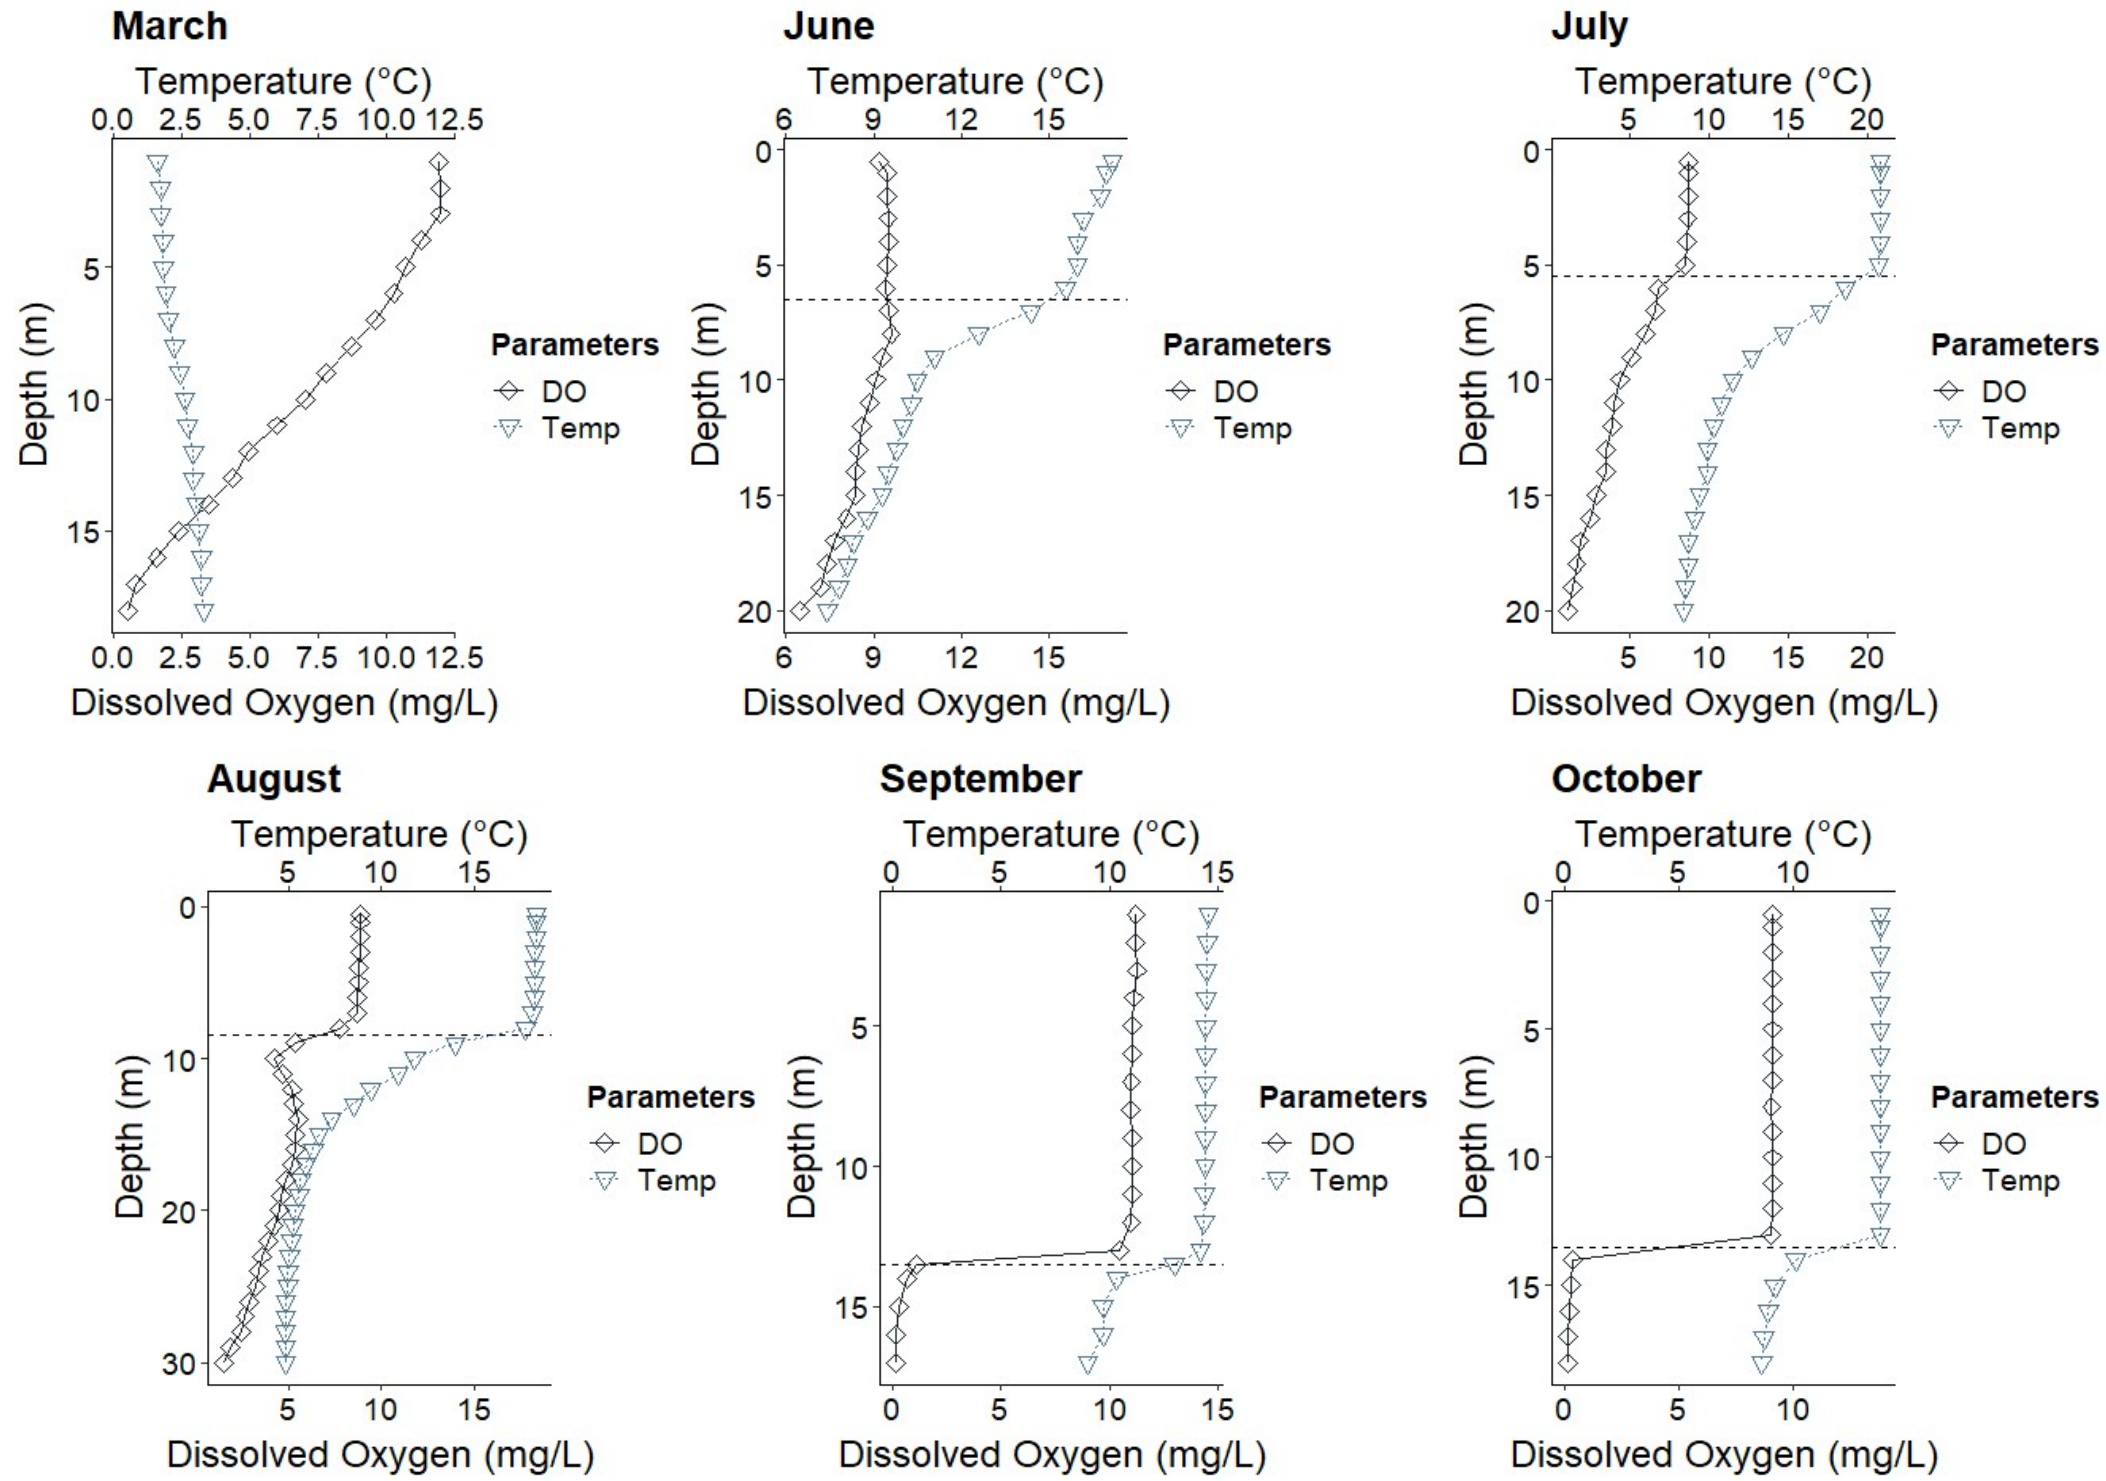 March
Temperature (°C)
0.0 2.5 5.0 7.5 10.0 12.5
5
10
15
Depth (m)
0.0 2.5 5.0 7.5 10.0 12.5
Dissolved Oxygen (mg/L)
Parameters
DO
Temp
June
Temperature (°C)
6 9 12 15
0
5
10
15
20
Depth (m)
6 9 12 15
Dissolved Oxygen (mg/L)
Parameters
DO
Temp
July
Temperature (°C)
5 10 15 20
0
5
10
15
20
Depth (m)
5 10 15 20
Dissolved Oxygen (mg/L)
Parameters
DO
Temp
August
Temperature (°C)
5 10 15
0
10
20
30
Depth (m)
5 10 15
Dissolved Oxygen (mg/L)
Parameters
DO
Temp
September
Temperature (°C)
0 5 10 15
5
10
15
Depth (m)
0 5 10 15
Dissolved Oxygen (mg/L)
Parameters
DO
Temp
October
Temperature (°C)
0 5 10
0
5
10
15
Depth (m)
0 5 10
Dissolved Oxygen (mg/L)
Parameters
DO
Temp